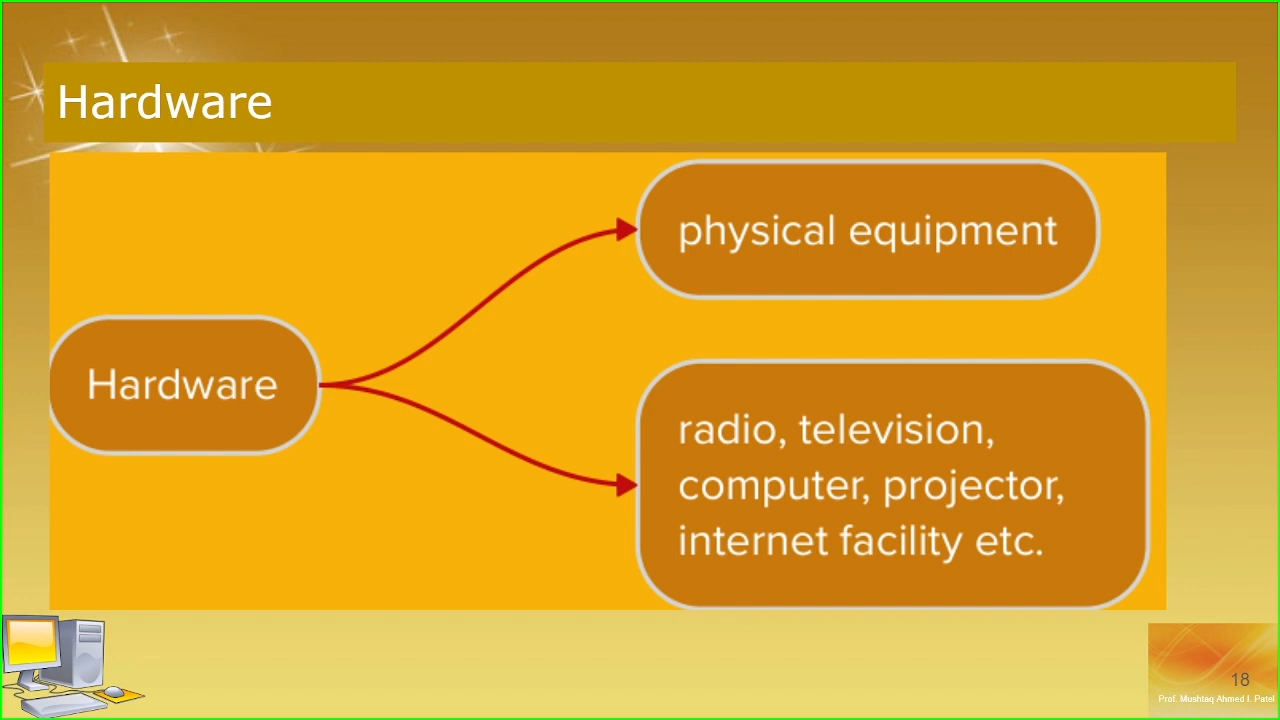 Hardware
physical equipment
Hardware
radio, television,
computer, projector,
internet facility etc.
18
Prof. Mushtaq Ahmed I. Patel